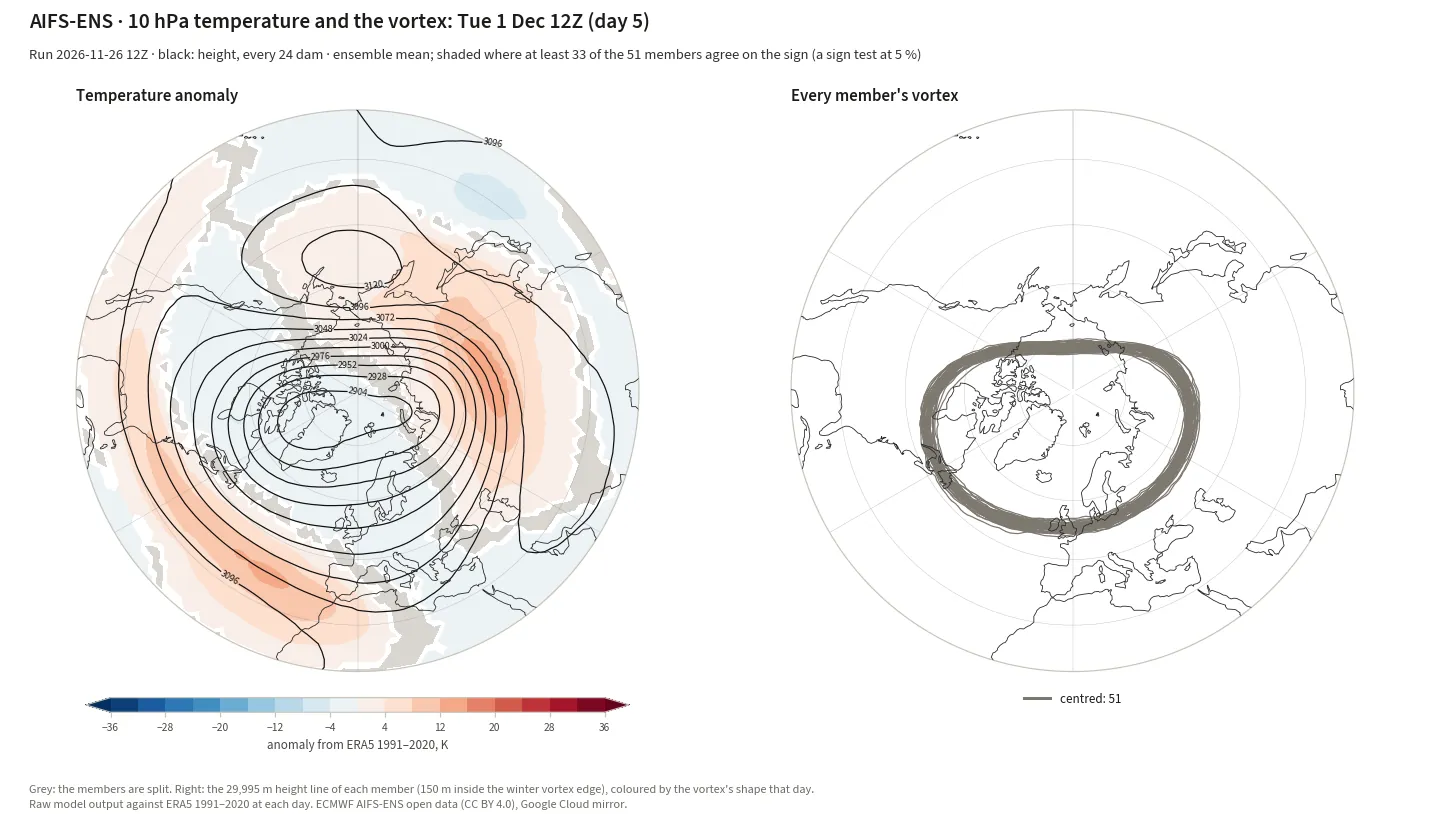 AIFS-ENS · 10 hPa temperature and the vortex: Tue 1 Dec 12Z (day 5)
Run 2026-11-26 12Z · black: height, every 24 dam · ensemble mean; shaded where at least 33 of the 51 members agree on the sign (a sign test at 5 %)
Temperature anomaly
Every member's vortex
3096
3120
3096
3072
3048
3024
3000
2976
2952
2928
2904
3096
centred: 51
−36 −28 −20 −12 −4 4 12 20 28 36
anomaly from ERA5 1991–2020, K
Grey: the members are split. Right: the 29,995 m height line of each member (150 m inside the winter vortex edge), coloured by the vortex's shape that day.
Raw model output against ERA5 1991–2020 at each day. ECMWF AIFS-ENS open data (CC BY 4.0), Google Cloud mirror.